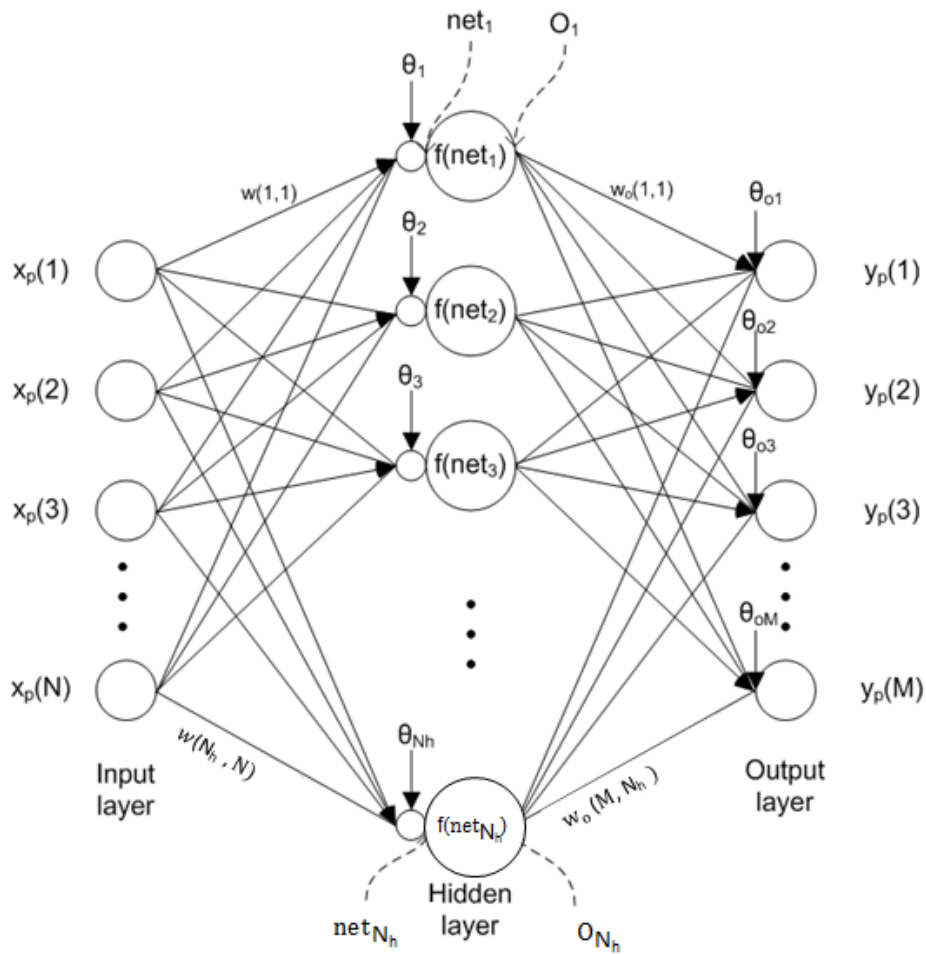 net₁ O₁
θ₁
f(net₁)
w(1,1) wₒ(1,1)
θₒ₁
θ₂
xₚ(1) yₚ(1)
f(net₂)
θₒ₂
θ₃
xₚ(2) yₚ(2)
θₒ₃
f(net₃)
xₚ(3) yₚ(3)
θₒM
xₚ(N) yₚ(M)
w(Nₕ , N)
θNh
Input
layer
Output
layer
wₒ(M, Nₕ)
f(netNₕ)
Hidden
layer
netNₕ ONₕ